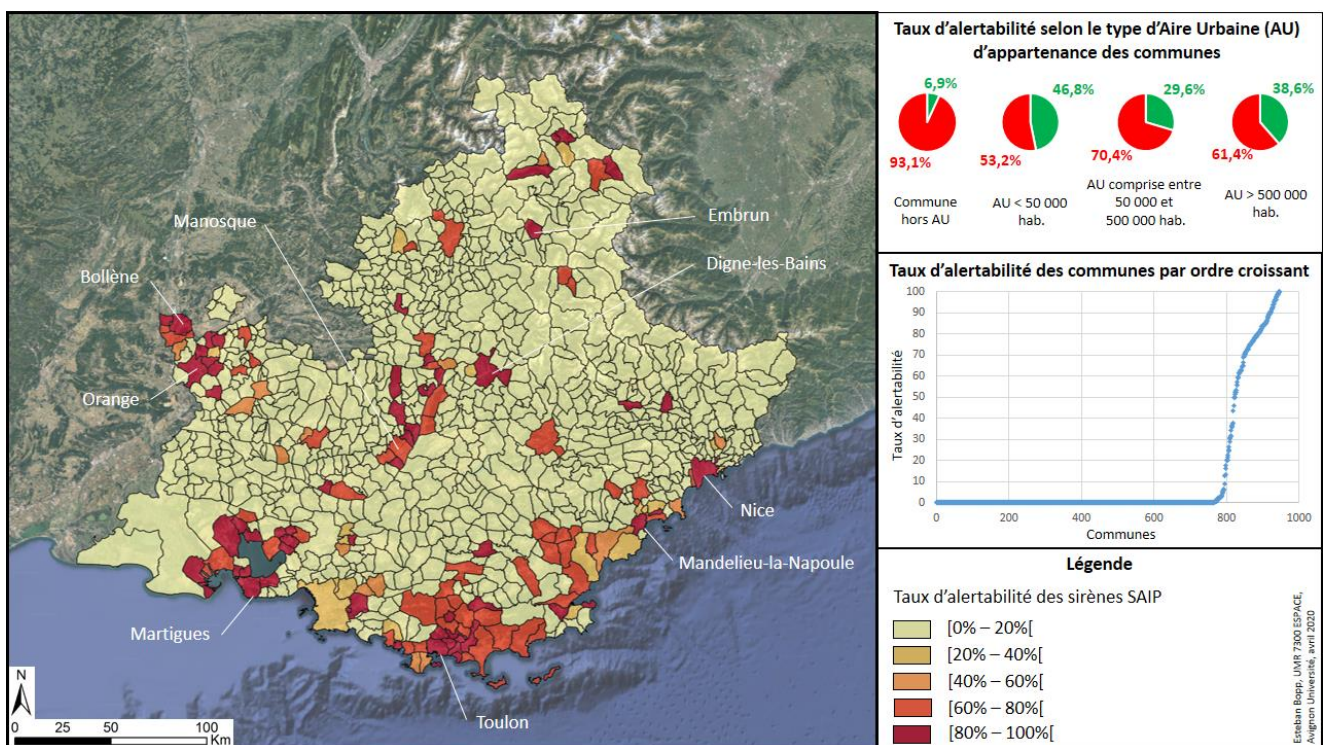 Manosque
Embrun
Bollène
Digne-les-Bains
Orange
Nice
Mandelieu-la-Napoule
Martigues
Toulon
N
0 25 50 100
Km
Taux d'alertabilité selon le type d'Aire Urbaine (AU)
d'appartenance des communes
6,9%
93,1%
Commune
hors AU
46,8%
53,2%
AU < 50 000
hab.
29,6%
70,4%
AU comprise entre
50 000 et
500 000 hab.
38,6%
61,4%
AU > 500 000
hab.
Taux d'alertabilité des communes par ordre croissant
Taux d'alertabilité
100
90
80
70
60
50
40
30
20
10
0
0 200 400 600 800 1000
Communes
Légende
Taux d'alertabilité des sirènes SAIP
[0% – 20%[
[20% – 40%[
[40% – 60%[
[60% – 80%[
[80% – 100%[
Esteban Bopp, UMR 7300 ESPACE,
Avignon Université, avril 2020